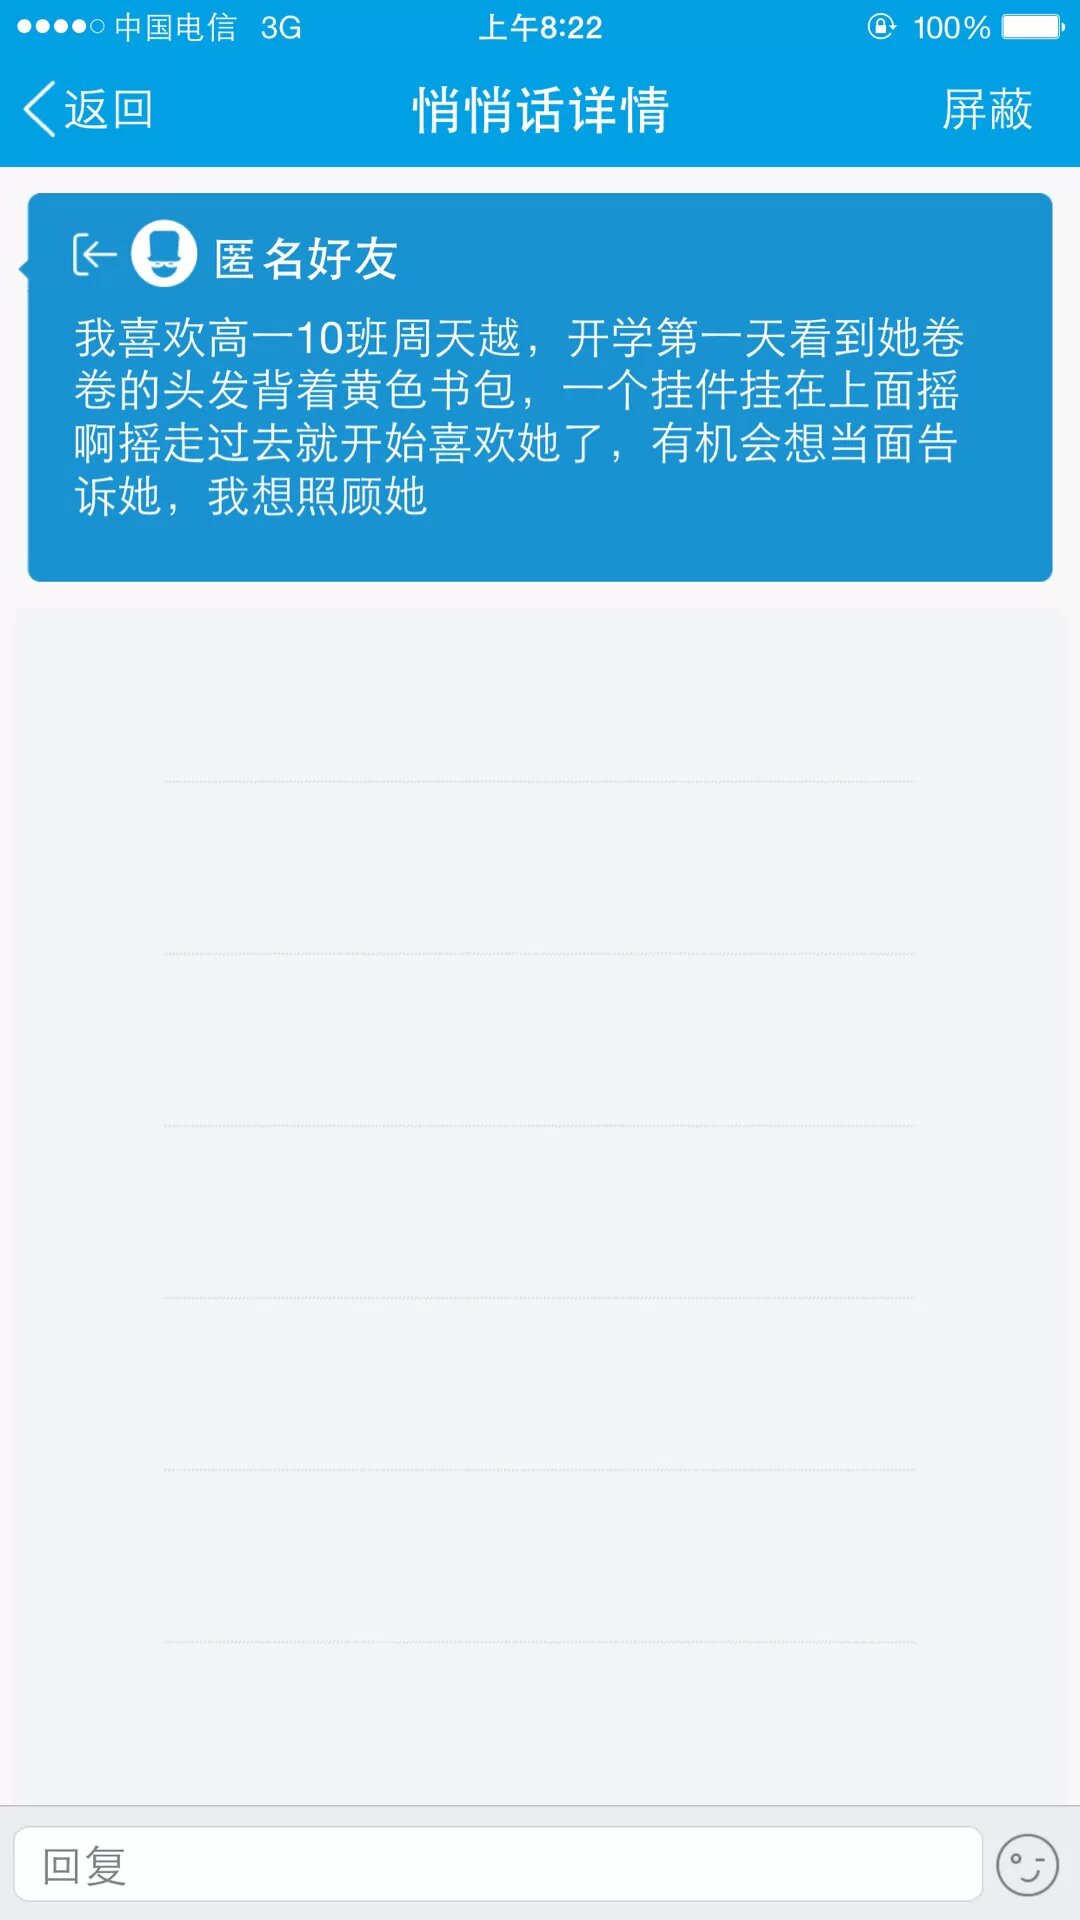 中国电信 3G 上午8:22 100%
返回 悄悄话详情 屏蔽
匿名好友
我喜欢高一10班周天越，开学第一天看到她卷
卷的头发背着黄色书包，一个挂件挂在上面摇
啊摇走过去就开始喜欢她了，有机会想当面告
诉她，我想照顾她
回复